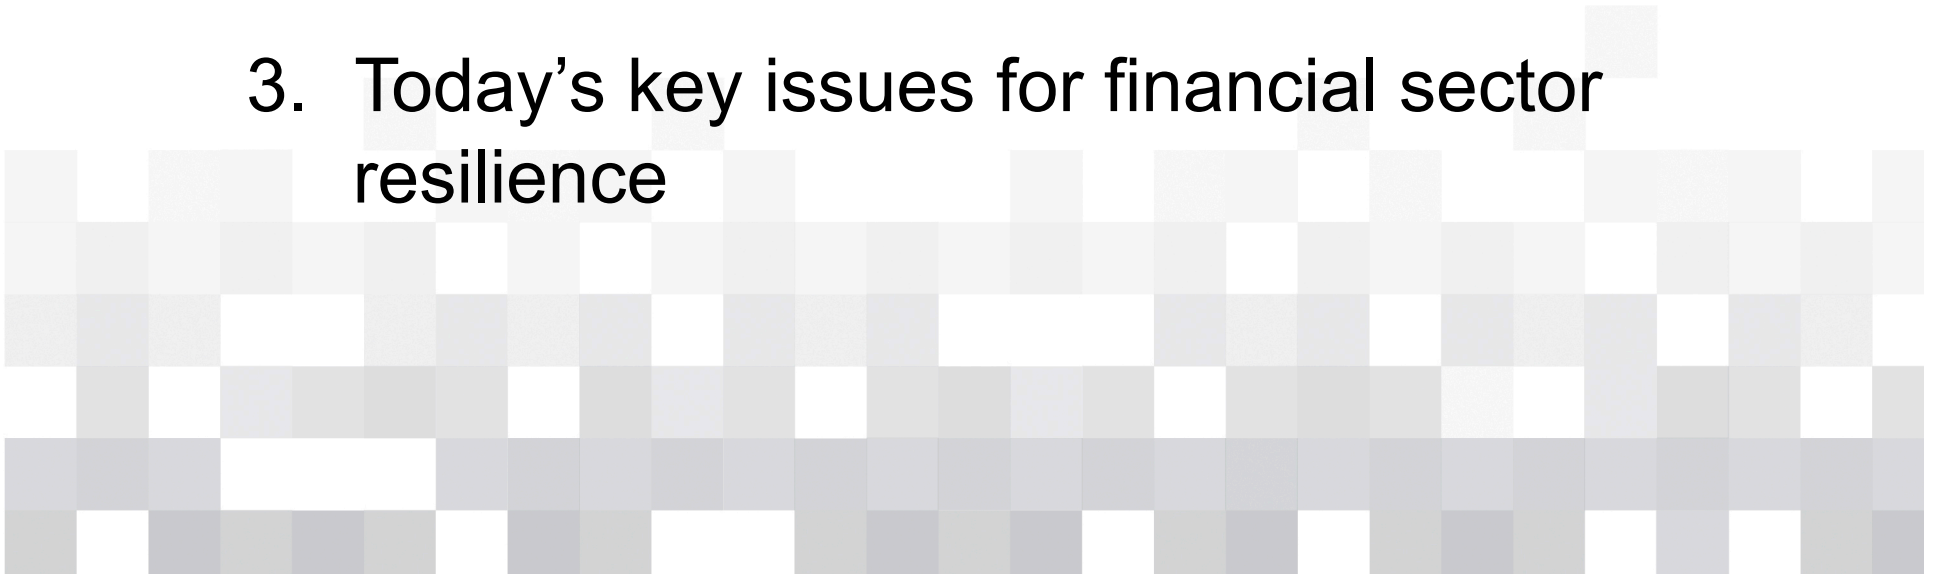 3. Today’s key issues for financial sector
resilience